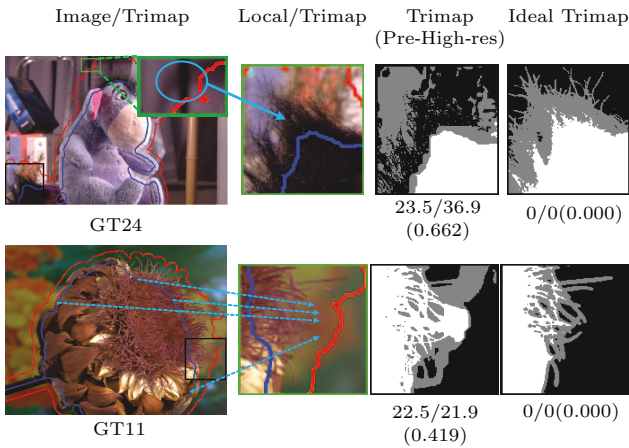 Image/Trimap Local/Trimap Trimap Ideal Trimap
(Pre-High-res)
GT24
23.5/36.9 0/0(0.000)
(0.662)
GT11
22.5/21.9 0/0(0.000)
(0.419)